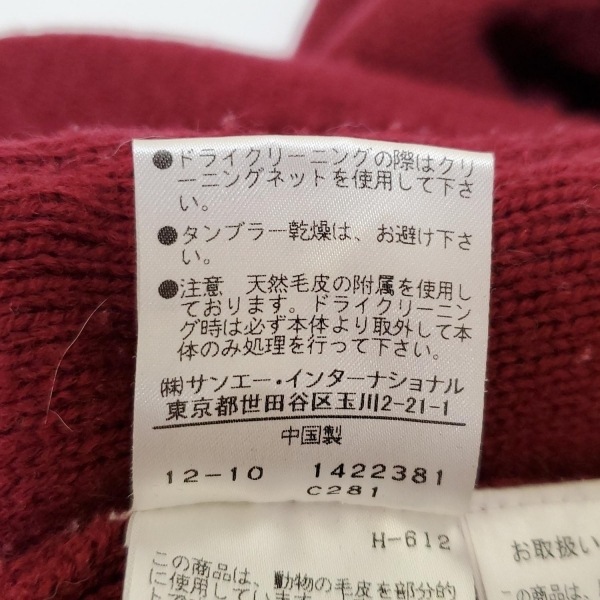 ●ドライクリーニングの際はクリ
ーニングネットを使用して下さ
い。
●タンブラー乾燥は、お避け下さ
い。
●注意 天然毛皮の附属を使用し
ております。ドライクリーニン
グ時は必ず本体より取外して本
体のみ処理を行って下さい。
㈱サンエー・インターナショナル
東京都世田谷区玉川2-21-1
中国製
12-10 1422381
C281
H-612
お取扱い
この商品は、動物の毛皮を部分的
に使用してい